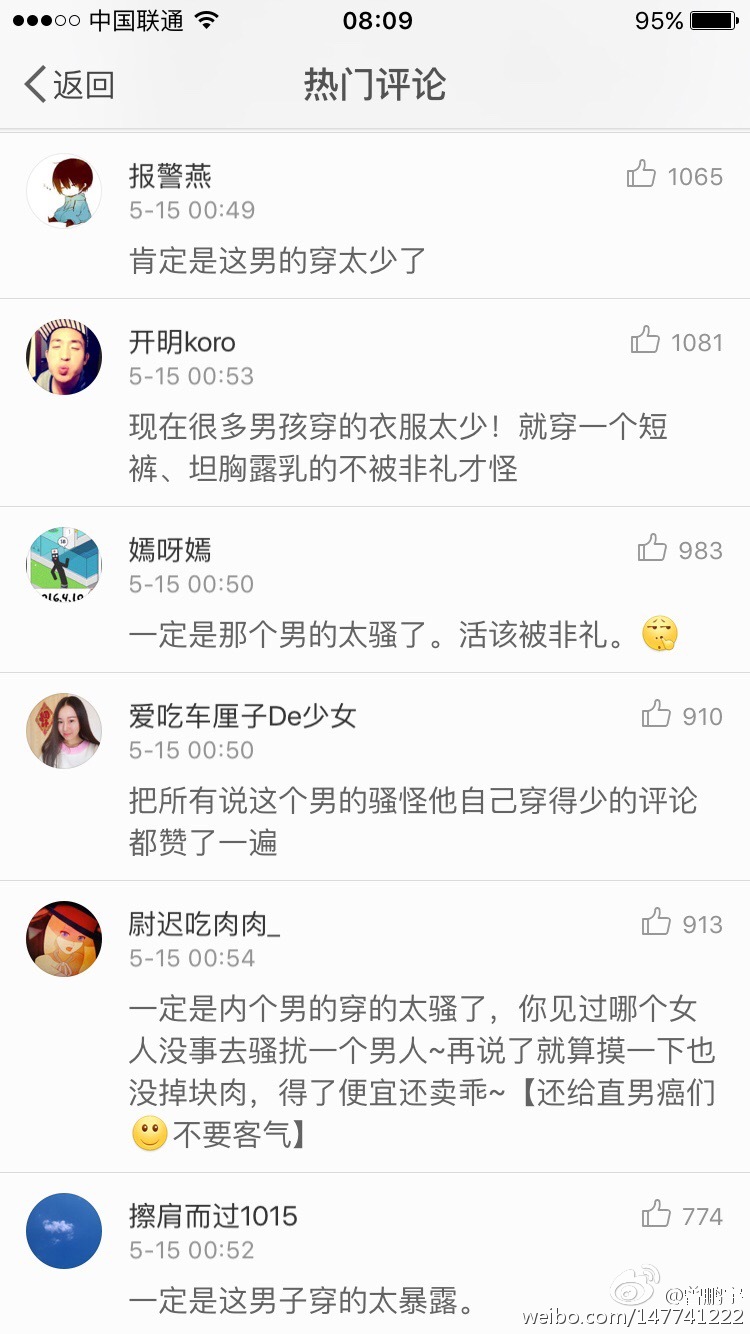 中国联通 08:09 95%
返回 热门评论
报警燕 1065
5-15 00:49
肯定是这男的穿太少了
开明koro 1081
5-15 00:53
现在很多男孩穿的衣服太少！就穿一个短
裤、坦胸露乳的不被非礼才怪
嫣呀嫣 983
5-15 00:50
一定是那个男的太骚了。活该被非礼。
爱吃车厘子De少女 910
5-15 00:50
把所有说这个男的骚怪他自己穿得少的评论
都赞了一遍
尉迟吃肉肉_ 913
5-15 00:54
一定是内个男的穿的太骚了，你见过哪个女
人没事去骚扰一个男人~再说了就算摸一下也
没掉块肉，得了便宜还卖乖~【还给直男癌们
不要客气】
擦肩而过1015 774
5-15 00:52
一定是这男子穿的太暴露。
weibo.com/147741222